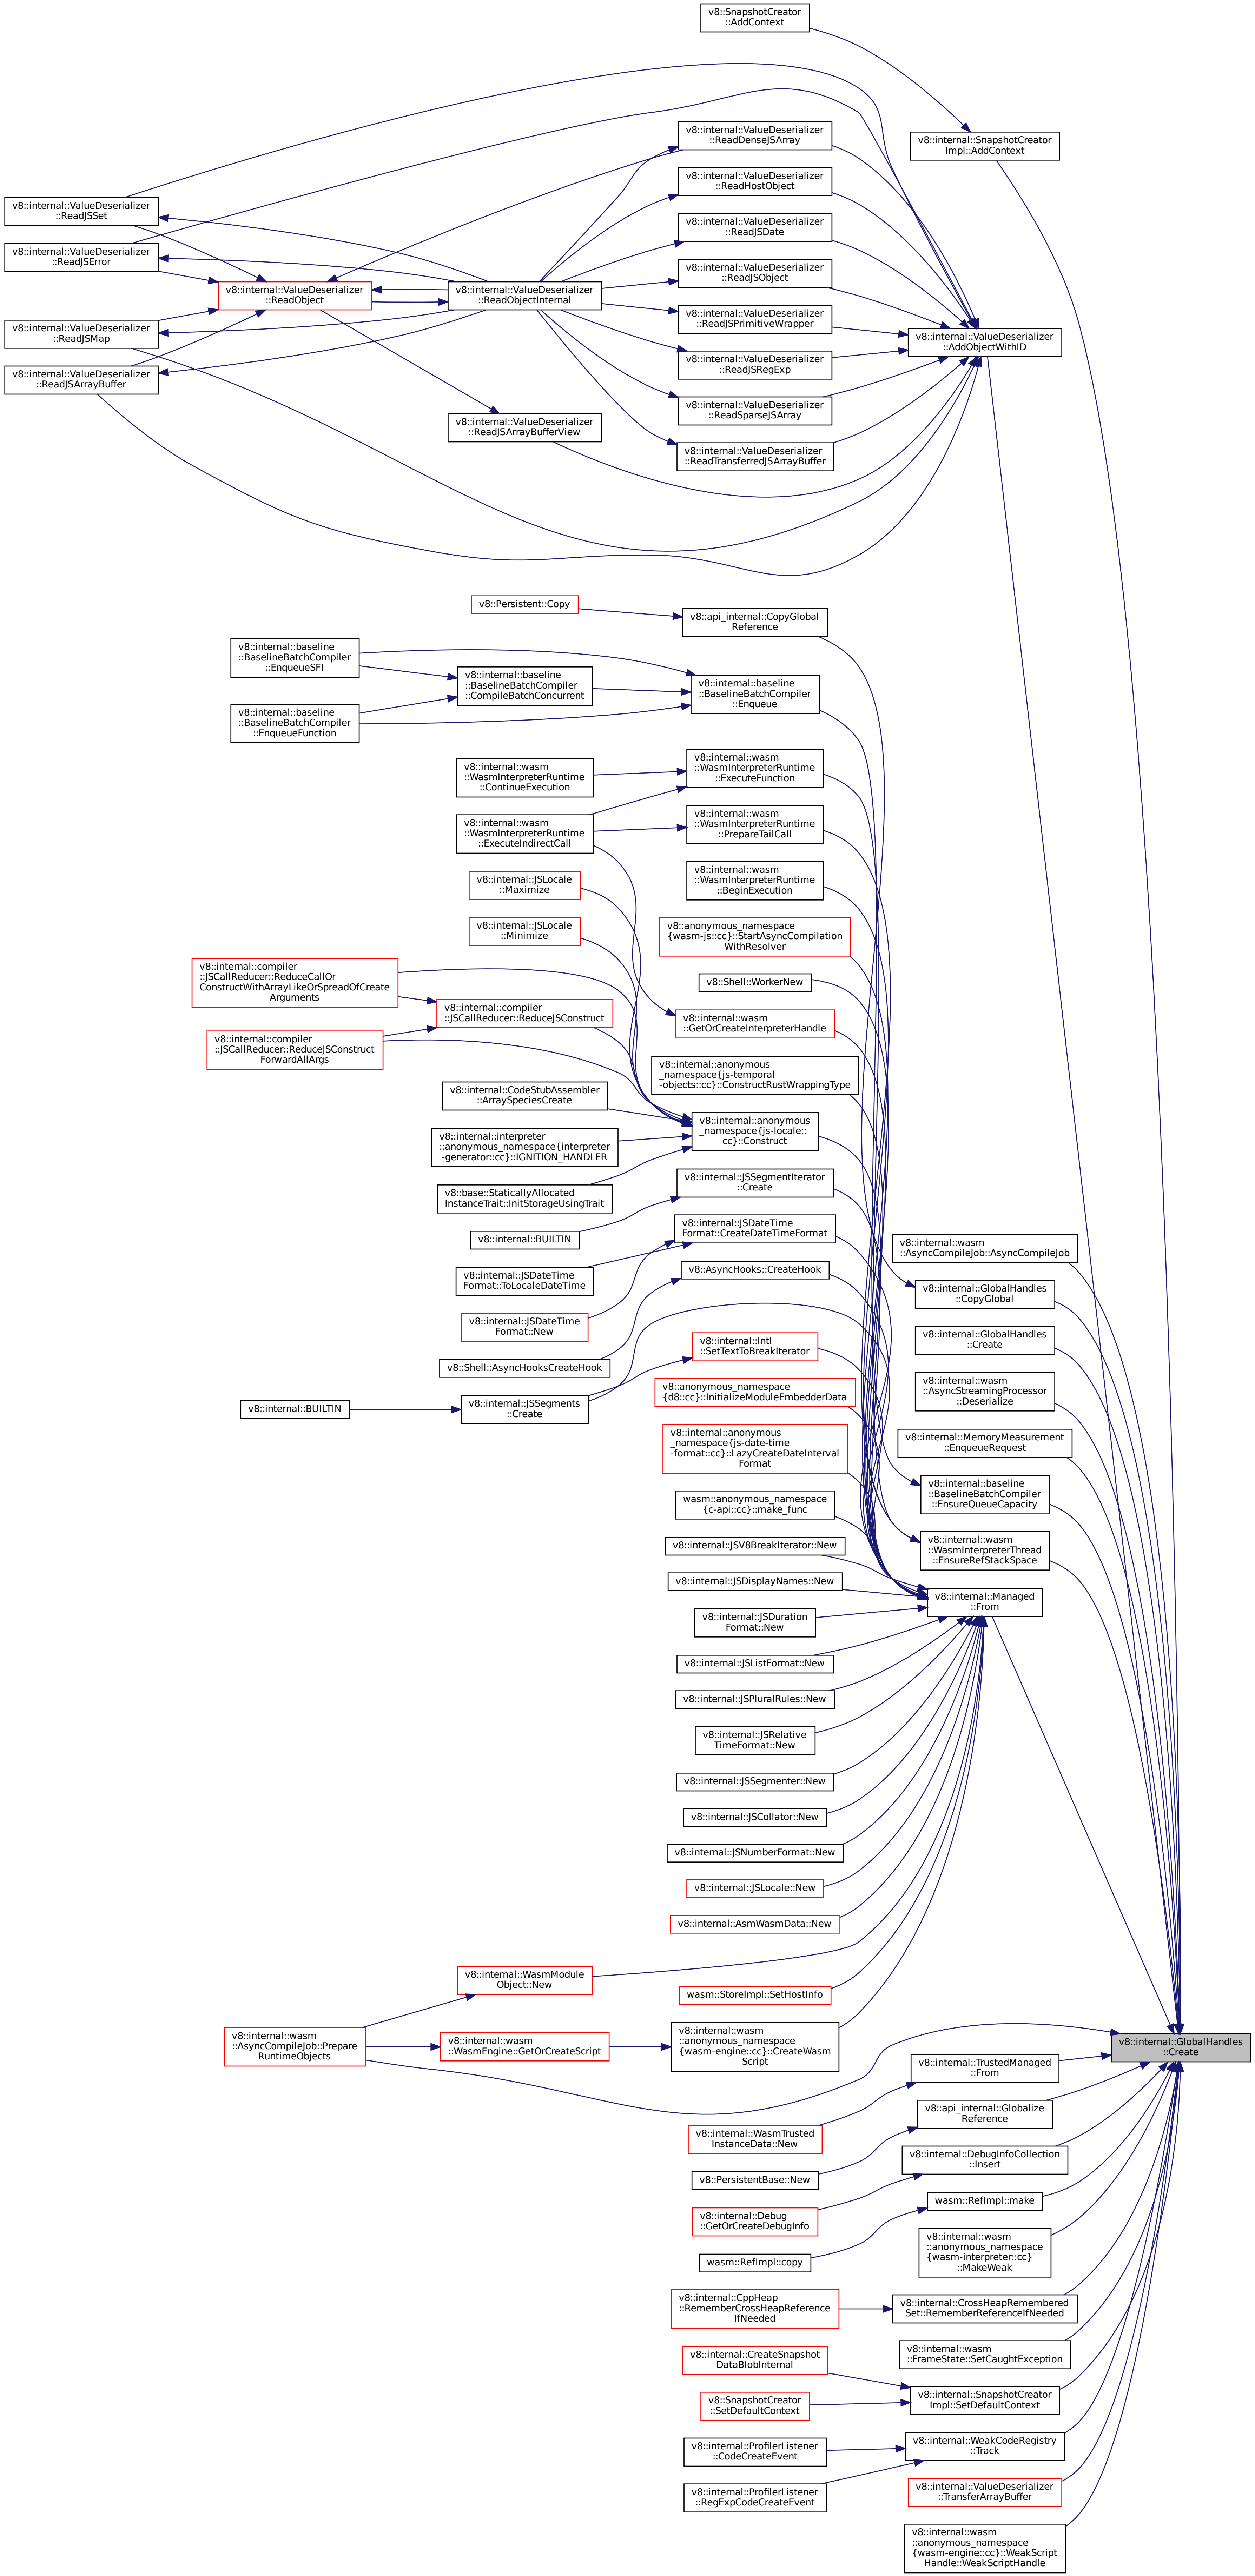 v8::SnapshotCreator
::AddContext
v8::internal::SnapshotCreator
Impl::AddContext
v8::internal::ValueDeserializer
::ReadDenseJSArray
v8::internal::ValueDeserializer
::ReadHostObject
v8::internal::ValueDeserializer
::ReadJSSet
v8::internal::ValueDeserializer
::ReadJSDate
v8::internal::ValueDeserializer
::ReadJSError
v8::internal::ValueDeserializer
::ReadJSObject
v8::internal::ValueDeserializer
::ReadObject
v8::internal::ValueDeserializer
::ReadObjectInternal
v8::internal::ValueDeserializer
::ReadJSPrimitiveWrapper
v8::internal::ValueDeserializer
::ReadJSMap
v8::internal::ValueDeserializer
::AddObjectWithID
v8::internal::ValueDeserializer
::ReadJSRegExp
v8::internal::ValueDeserializer
::ReadJSArrayBuffer
v8::internal::ValueDeserializer
::ReadSparseJSArray
v8::internal::ValueDeserializer
::ReadJSArrayBufferView
v8::internal::ValueDeserializer
::ReadTransferredJSArrayBuffer
v8::Persistent::Copy
v8::api_internal::CopyGlobal
Reference
v8::internal::baseline
::BaselineBatchCompiler
::EnqueueSFI
v8::internal::baseline
::BaselineBatchCompiler
::CompileBatchConcurrent
v8::internal::baseline
::BaselineBatchCompiler
::Enqueue
v8::internal::baseline
::BaselineBatchCompiler
::EnqueueFunction
v8::internal::wasm
::WasmInterpreterRuntime
::ContinueExecution
v8::internal::wasm
::WasmInterpreterRuntime
::ExecuteFunction
v8::internal::wasm
::WasmInterpreterRuntime
::ExecuteIndirectCall
v8::internal::wasm
::WasmInterpreterRuntime
::PrepareTailCall
v8::internal::JSLocale
::Maximize
v8::internal::wasm
::WasmInterpreterRuntime
::BeginExecution
v8::internal::JSLocale
::Minimize
v8::anonymous_namespace
{wasm-js::cc}::StartAsyncCompilation
WithResolver
v8::internal::compiler
::JSCallReducer::ReduceCallOr
ConstructWithArrayLikeOrSpreadOfCreate
Arguments
v8::Shell::WorkerNew
v8::internal::compiler
::JSCallReducer::ReduceJSConstruct
v8::internal::wasm
::GetOrCreateInterpreterHandle
v8::internal::compiler
::JSCallReducer::ReduceJSConstruct
ForwardAllArgs
v8::internal::anonymous
_namespace{js-temporal
-objects::cc}::ConstructRustWrappingType
v8::internal::CodeStubAssembler
::ArraySpeciesCreate
v8::internal::anonymous
_namespace{js-locale::
cc}::Construct
v8::internal::interpreter
::anonymous_namespace{interpreter
-generator::cc}::IGNITION_HANDLER
v8::base::StaticallyAllocated
InstanceTrait::InitStorageUsingTrait
v8::internal::JSSegmentIterator
::Create
v8::internal::BUILTIN
v8::internal::JSDateTime
Format::CreateDateTimeFormat
v8::internal::wasm
::AsyncCompileJob::AsyncCompileJob
v8::internal::JSDateTime
Format::ToLocaleDateTime
v8::AsyncHooks::CreateHook
v8::internal::GlobalHandles
::CopyGlobal
v8::internal::JSDateTime
Format::New
v8::internal::Intl
::SetTextToBreakIterator
v8::internal::GlobalHandles
::Create
v8::Shell::AsyncHooksCreateHook
v8::anonymous_namespace
{d8::cc}::InitializeModuleEmbedderData
v8::internal::wasm
::AsyncStreamingProcessor
::Deserialize
v8::internal::BUILTIN
v8::internal::JSSegments
::Create
v8::internal::anonymous
_namespace{js-date-time
-format::cc}::LazyCreateDateInterval
Format
v8::internal::MemoryMeasurement
::EnqueueRequest
wasm::anonymous_namespace
{c-api::cc}::make_func
v8::internal::baseline
::BaselineBatchCompiler
::EnsureQueueCapacity
v8::internal::JSV8BreakIterator::New
v8::internal::wasm
::WasmInterpreterThread
::EnsureRefStackSpace
v8::internal::JSDisplayNames::New
v8::internal::Managed
::From
v8::internal::JSDuration
Format::New
v8::internal::JSListFormat::New
v8::internal::JSPluralRules::New
v8::internal::JSRelative
TimeFormat::New
v8::internal::JSSegmenter::New
v8::internal::JSCollator::New
v8::internal::JSNumberFormat::New
v8::internal::JSLocale::New
v8::internal::AsmWasmData::New
v8::internal::WasmModule
Object::New
wasm::StoreImpl::SetHostInfo
v8::internal::wasm
::AsyncCompileJob::Prepare
RuntimeObjects
v8::internal::wasm
::WasmEngine::GetOrCreateScript
v8::internal::wasm
::anonymous_namespace
{wasm-engine::cc}::CreateWasm
Script
v8::internal::GlobalHandles
::Create
v8::internal::TrustedManaged
::From
v8::internal::WasmTrusted
InstanceData::New
v8::api_internal::Globalize
Reference
v8::PersistentBase::New
v8::internal::DebugInfoCollection
::Insert
v8::internal::Debug
::GetOrCreateDebugInfo
wasm::RefImpl::make
wasm::RefImpl::copy
v8::internal::wasm
::anonymous_namespace
{wasm-interpreter::cc}
::MakeWeak
v8::internal::CppHeap
::RememberCrossHeapReference
IfNeeded
v8::internal::CrossHeapRemembered
Set::RememberReferenceIfNeeded
v8::internal::wasm
::FrameState::SetCaughtException
v8::internal::CreateSnapshot
DataBlobInternal
v8::internal::SnapshotCreator
Impl::SetDefaultContext
v8::SnapshotCreator
::SetDefaultContext
v8::internal::WeakCodeRegistry
::Track
v8::internal::ProfilerListener
::CodeCreateEvent
v8::internal::ProfilerListener
::RegExpCodeCreateEvent
v8::internal::ValueDeserializer
::TransferArrayBuffer
v8::internal::wasm
::anonymous_namespace
{wasm-engine::cc}::WeakScript
Handle::WeakScriptHandle